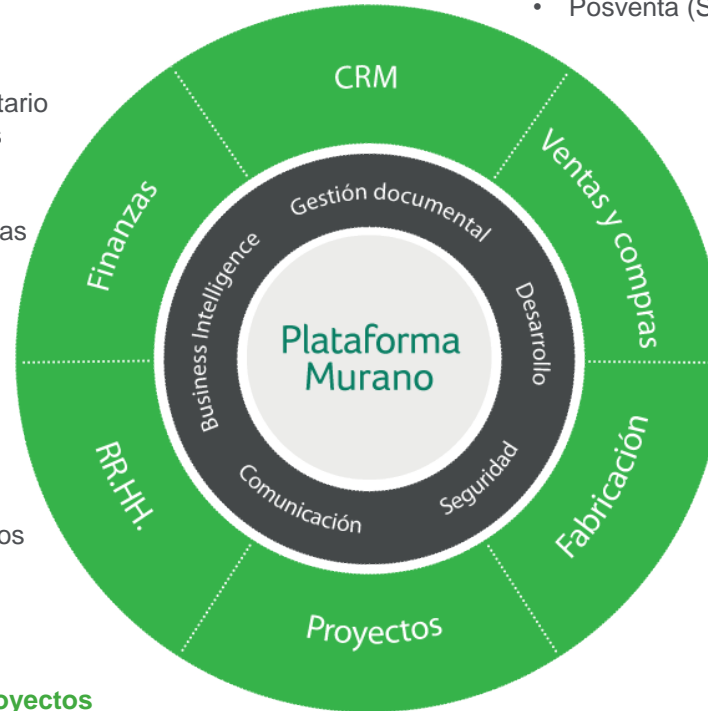 • Posventa (S
CRM
tario
s
Ventas y compras
Finanzas
as
Gestión documental
Business Intelligence
Desarrollo
Plataforma
Murano
RR.HH.
Comunicación
Seguridad
Fabricación
os
Proyectos
oyectos